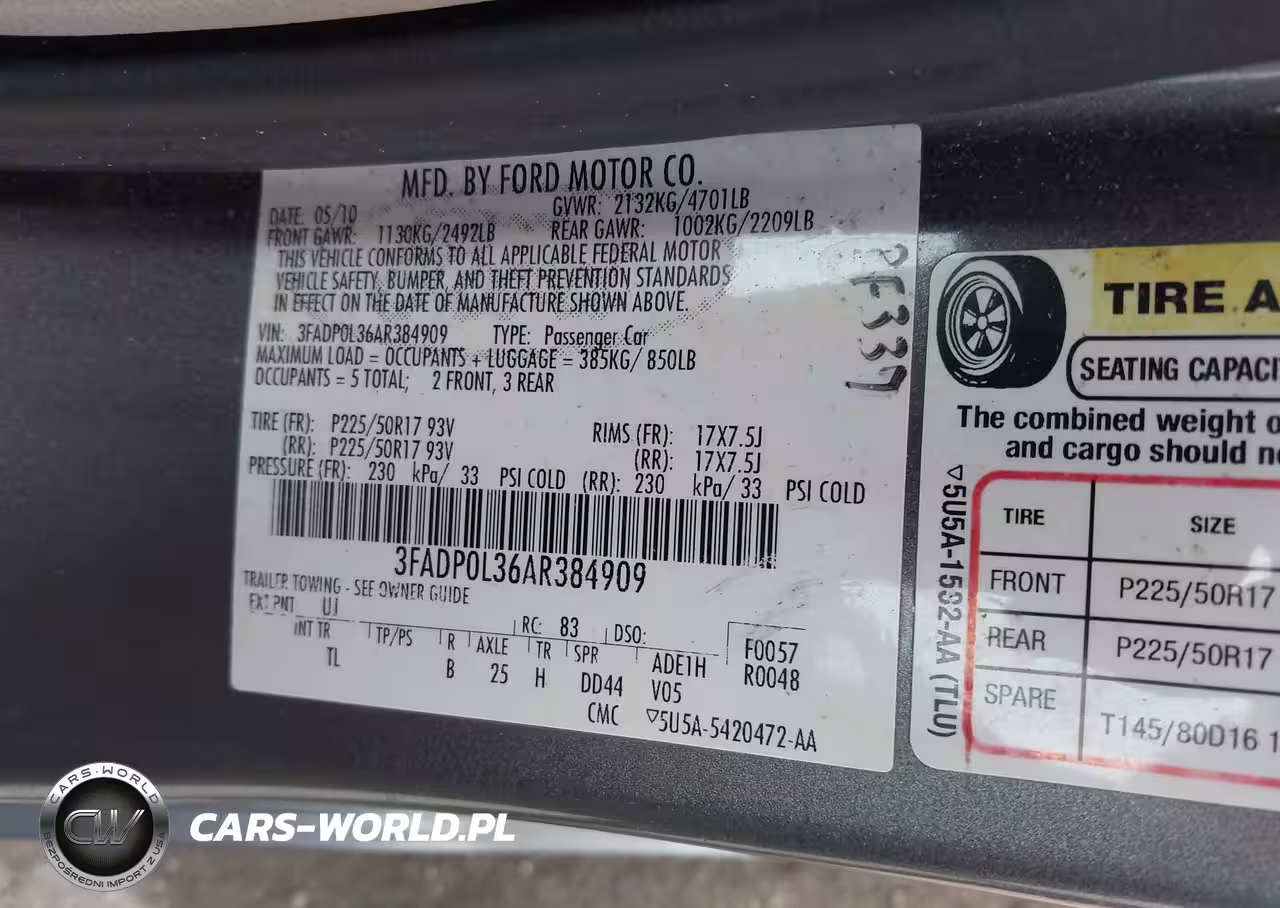 MFD. BY FORD MOTOR CO.
DATE: 05/10
GVWR: 2132KG/4701LB
FRONT GAWR: 1130KG/2492LB
REAR GAWR: 1002KG/2209LB
THIS VEHICLE CONFORMS TO ALL APPLICABLE FEDERAL MOTOR
VEHICLE SAFETY, BUMPER, AND THEFT PREVENTION STANDARDS
IN EFFECT ON THE DATE OF MANUFACTURE SHOWN ABOVE.
VIN: 3FADP0L36AR384909 TYPE: Passenger Car
MAXIMUM LOAD = OCCUPANTS + LUGGAGE = 385KG/ 850LB
OCCUPANTS = 5 TOTAL; 2 FRONT, 3 REAR
TIRE (FR): P225/50R17 93V RIMS (FR): 17X7.5J
(RR): P225/50R17 93V (RR): 17X7.5J
PRESSURE (FR): 230 kPa/ 33 PSI COLD (RR): 230 kPa/ 33 PSI COLD
3FADP0L36AR384909
TRAILER TOWING - SEE OWNER GUIDE
EXT PNT UJ
RC: 83 DSO:
INT TR TP/PS R AXLE TR SPR
TL B 25 H DD44
ADE1H
V05
F0057
R0048
CMC ▽5U5A-5420472-AA
TIRE A
SEATING CAPACI
The combined weight o
and cargo should n
▽5U5A-1532-AA (TLU)
TIRE SIZE
FRONT P225/50R17
REAR P225/50R17
SPARE T145/80D16 1
CARS-WORLD
CW
BEZPOŚREDNI IMPORT Z USA
CARS-WORLD.PL